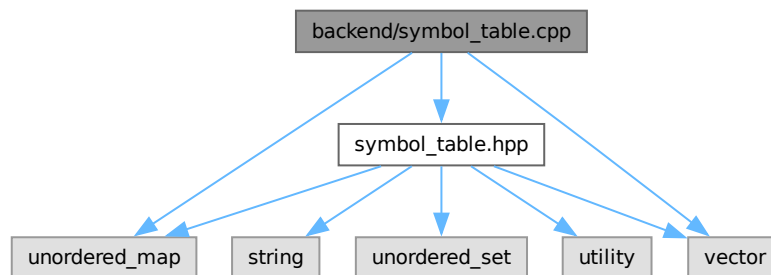 backend/symbol_table.cpp
symbol_table.hpp
unordered_map
string
unordered_set
utility
vector